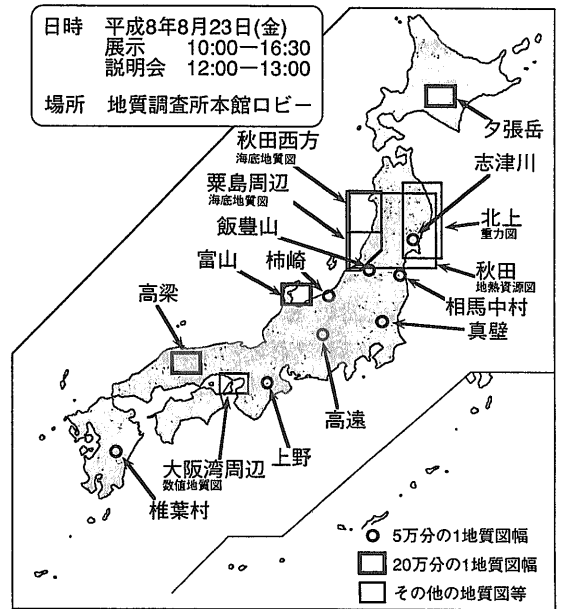 日時 平成8年8月23日(金)
展示 10:00-16:30
説明会 12:00-13:00
場所 地質調査所本館ロビー
夕張岳
秋田西方
海底地質図
志津川
粟島周辺
海底地質図
北上
重力図
飯豊山
富山
柿崎
秋田
地熱資源図
相馬中村
高梁
真壁
高遠
上野
大阪湾周辺
数値地質図
椎葉村
5万分の1地質図幅
20万分の1地質図幅
その他の地質図等